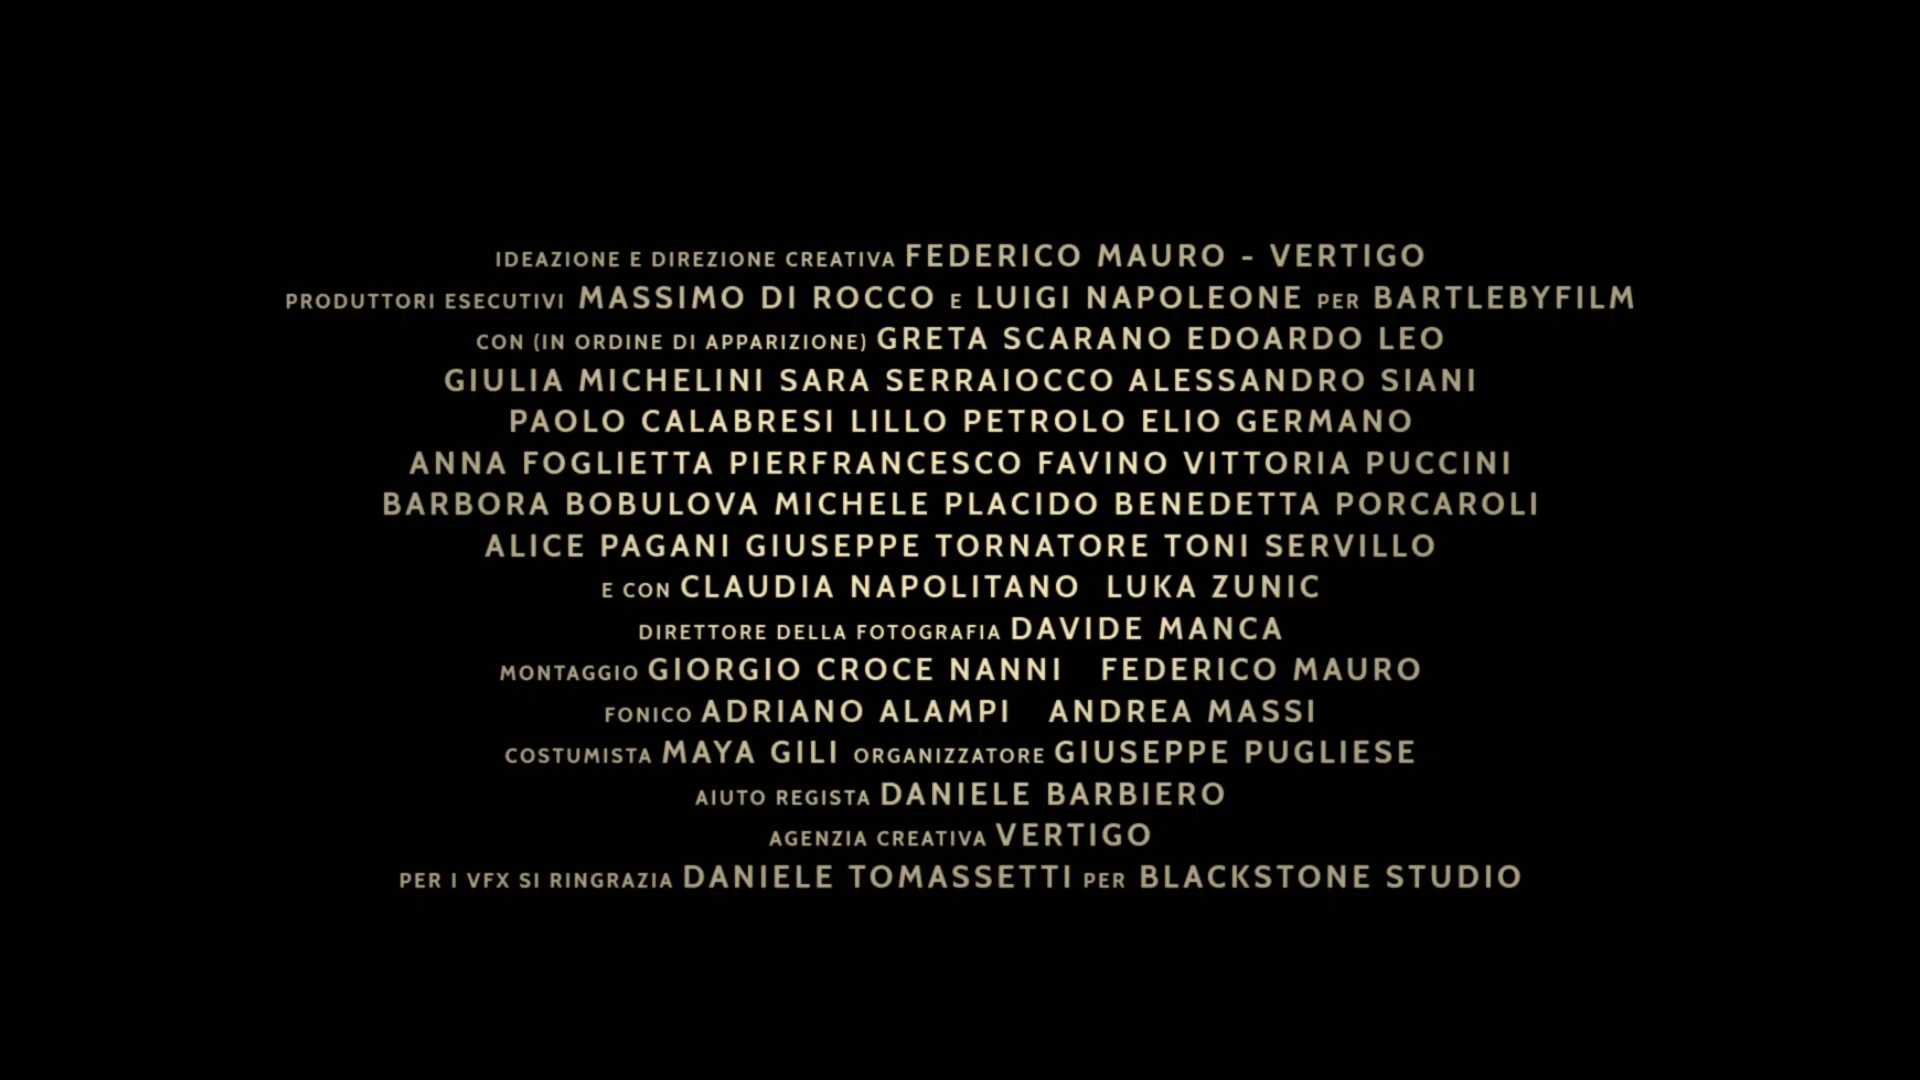 IDEAZIONE E DIREZIONE CREATIVA FEDERICO MAURO - VERTIGO
PRODUTTORI ESECUTIVI MASSIMO DI ROCCO E LUIGI NAPOLEONE PER BARTLEBYFILM
CON (IN ORDINE DI APPARIZIONE) GRETA SCARANO EDOARDO LEO
GIULIA MICHELINI SARA SERRAIOCCO ALESSANDRO SIANI
PAOLO CALABRESI LILLO PETROLO ELIO GERMANO
ANNA FOGLIETTA PIERFRANCESCO FAVINO VITTORIA PUCCINI
BARBORA BOBULOVA MICHELE PLACIDO BENEDETTA PORCAROLI
ALICE PAGANI GIUSEPPE TORNATORE TONI SERVILLO
E CON CLAUDIA NAPOLITANO LUKA ZUNIC
DIRETTORE DELLA FOTOGRAFIA DAVIDE MANCA
MONTAGGIO GIORGIO CROCE NANNI FEDERICO MAURO
FONICO ADRIANO ALAMPI ANDREA MASSI
COSTUMISTA MAYA GILI ORGANIZZATORE GIUSEPPE PUGLIESE
AIUTO REGISTA DANIELE BARBIERO
AGENZIA CREATIVA VERTIGO
PER I VFX SI RINGRAZIA DANIELE TOMASSETTI PER BLACKSTONE STUDIO